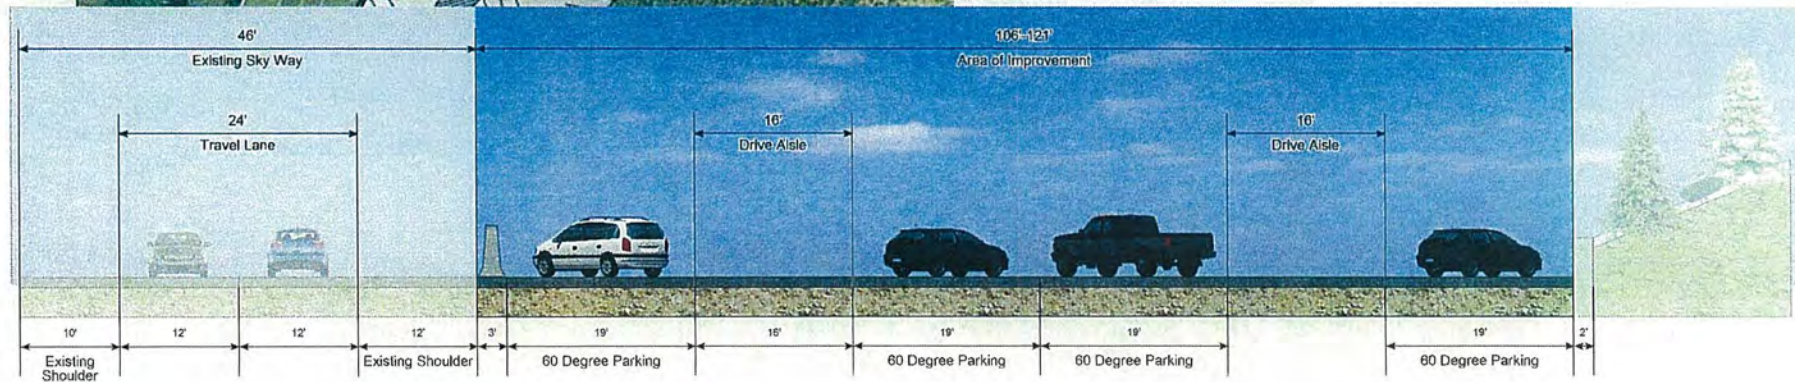 46'
Existing Sky Way
106'-121'
Area of Improvement
24'
Travel Lane
16'
Drive Aisle
16'
Drive Aisle
10'
12'
12'
12'
3'
19'
16'
19'
19'
19'
2'
Existing
Shoulder
Existing Shoulder
60 Degree Parking
60 Degree Parking
60 Degree Parking
60 Degree Parking